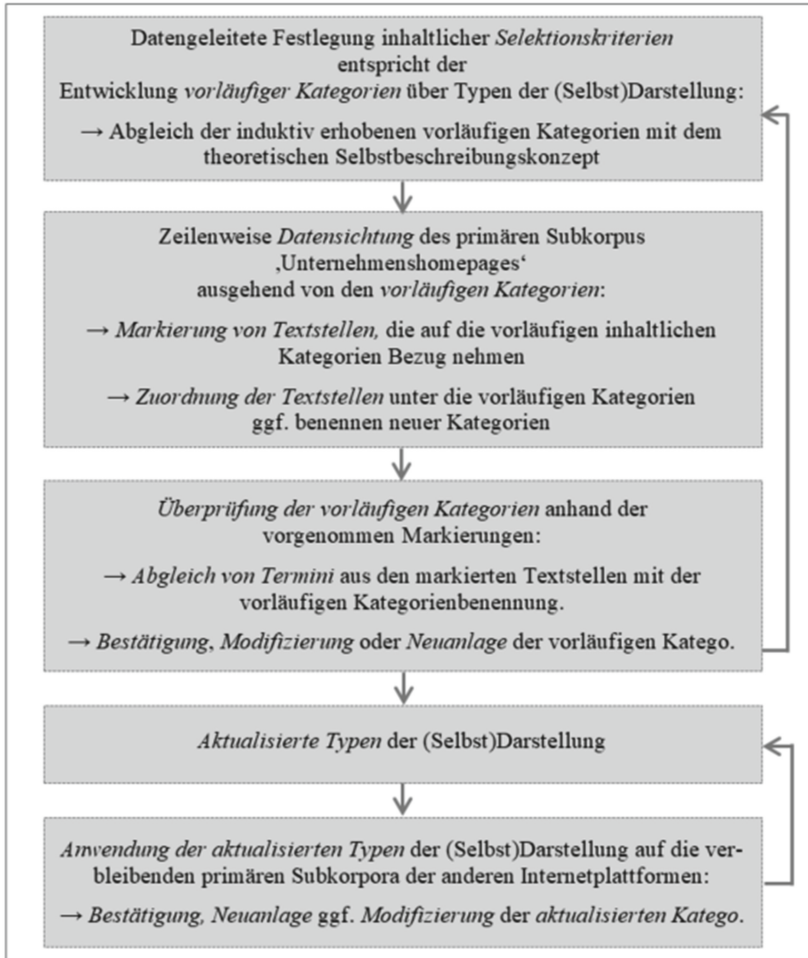 Datengeleitete Festlegung inhaltlicher Selektionskriterien
entspricht der
Entwicklung vorläufiger Kategorien über Typen der (Selbst)Darstellung:
→ Abgleich der induktiv erhobenen vorläufigen Kategorien mit dem
theoretischen Selbstbeschreibungskonzept
Zeilenweise Datensichtung des primären Subkorpus
‚Unternehmenshomepages‘
ausgehend von den vorläufigen Kategorien:
→ Markierung von Textstellen, die auf die vorläufigen inhaltlichen
Kategorien Bezug nehmen
→ Zuordnung der Textstellen unter die vorläufigen Kategorien
ggf. benennen neuer Kategorien
Überprüfung der vorläufigen Kategorien anhand der
vorgenommen Markierungen:
→ Abgleich von Termini aus den markierten Textstellen mit der
vorläufigen Kategorienbenennung.
→ Bestätigung, Modifizierung oder Neuanlage der vorläufigen Katego.
Aktualisierte Typen der (Selbst)Darstellung
Anwendung der aktualisierten Typen der (Selbst)Darstellung auf die ver-
bleibenden primären Subkorpora der anderen Internetplattformen:
→ Bestätigung, Neuanlage ggf. Modifizierung der aktualisierten Katego.